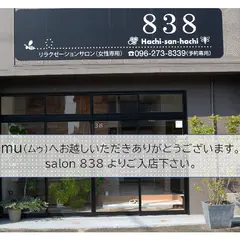 838
Hachi-san-hachi
リラクゼーションサロン(女性専用) ☎096-273-8339(予約専用)
mu(ムゥ)へお越しいただきありがとうございます。
salon 838 よりご入店下さい。